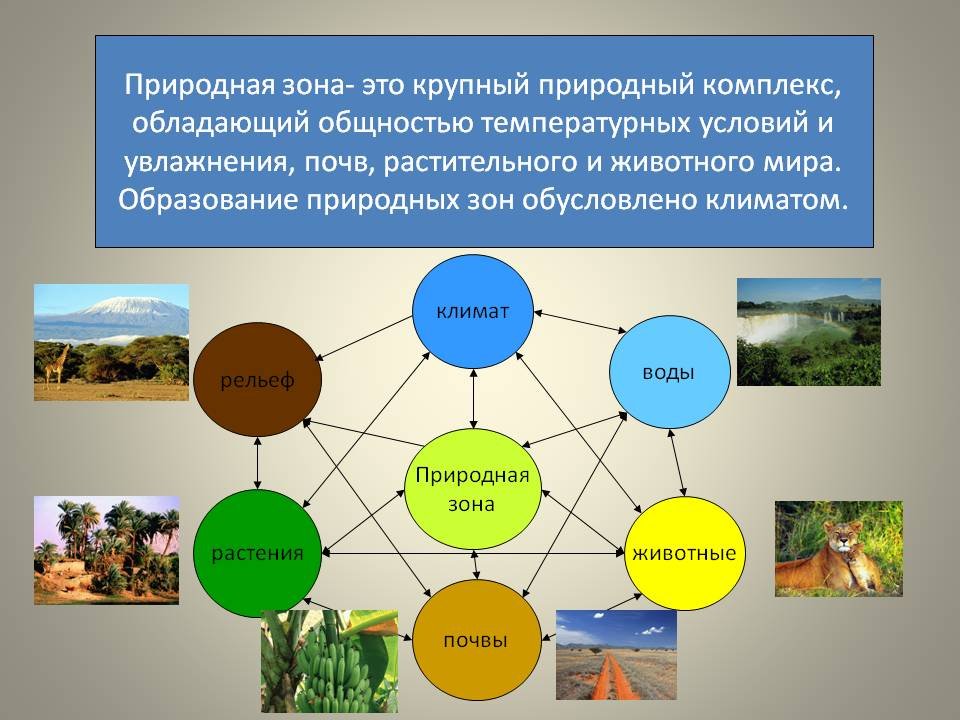 Природная зона- это крупный природный комплекс,
обладающий общностью температурных условий и
увлажнения, почв, растительного и животного мира.
Образование природных зон обусловлено климатом.
климат
рельеф
воды
Природная
зона
растения
животные
почвы